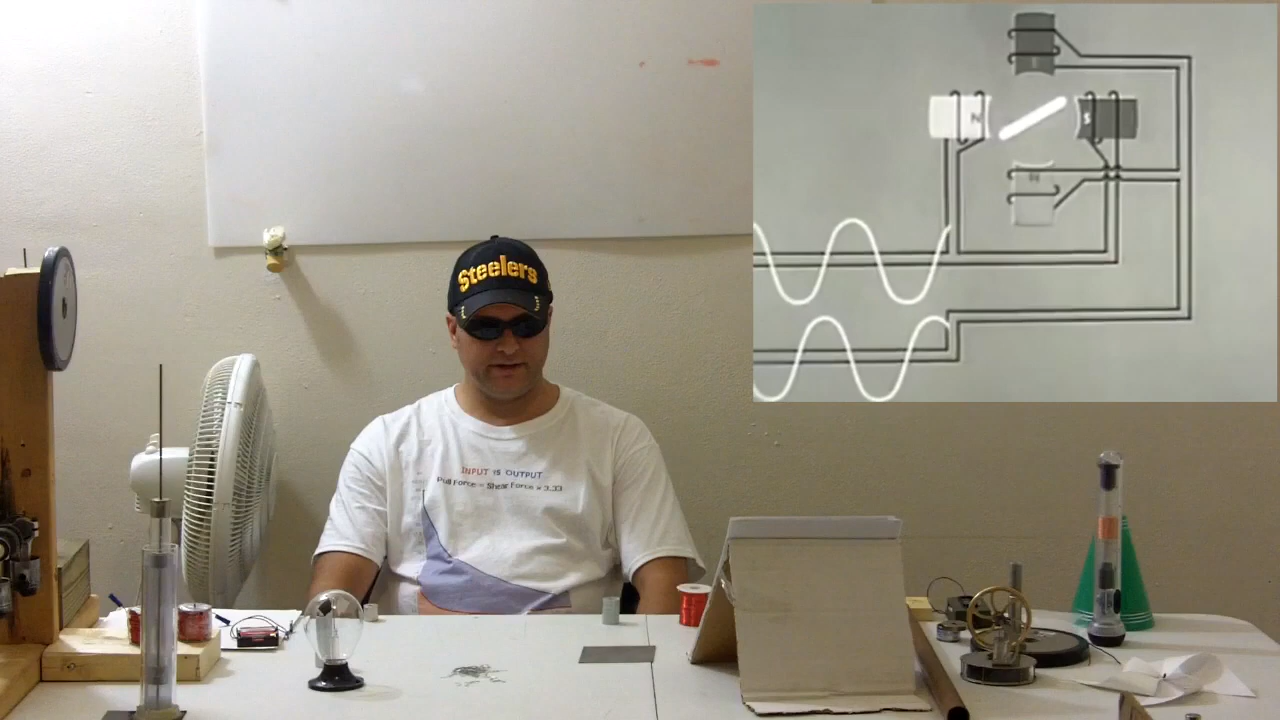 N
S
N
Steelers
INPUT IS OUTPUT
Pull Force = Shear Force × 3.33